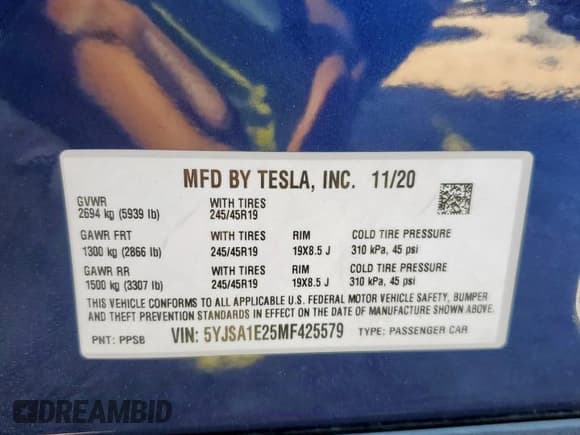 MFD BY TESLA, INC. 11/20
GVWR WITH TIRES
2694 kg (5939 lb) 245/45R19
GAWR FRT WITH TIRES RIM COLD TIRE PRESSURE
1300 kg (2866 lb) 245/45R19 19X8.5 J 310 kPa, 45 psi
GAWR RR WITH TIRES RIM COLD TIRE PRESSURE
1500 kg (3307 lb) 245/45R19 19X8.5 J 310 kPa, 45 psi
THIS VEHICLE CONFORMS TO ALL APPLICABLE U.S. FEDERAL MOTOR VEHICLE SAFETY, BUMPER
AND THEFT PREVENTION STANDARDS IN EFFECT ON THE DATE OF MANUFACTURE SHOWN ABOVE.
PNT: PPSB VIN: 5YJSA1E25MF425579 TYPE: PASSENGER CAR
DREAMBID